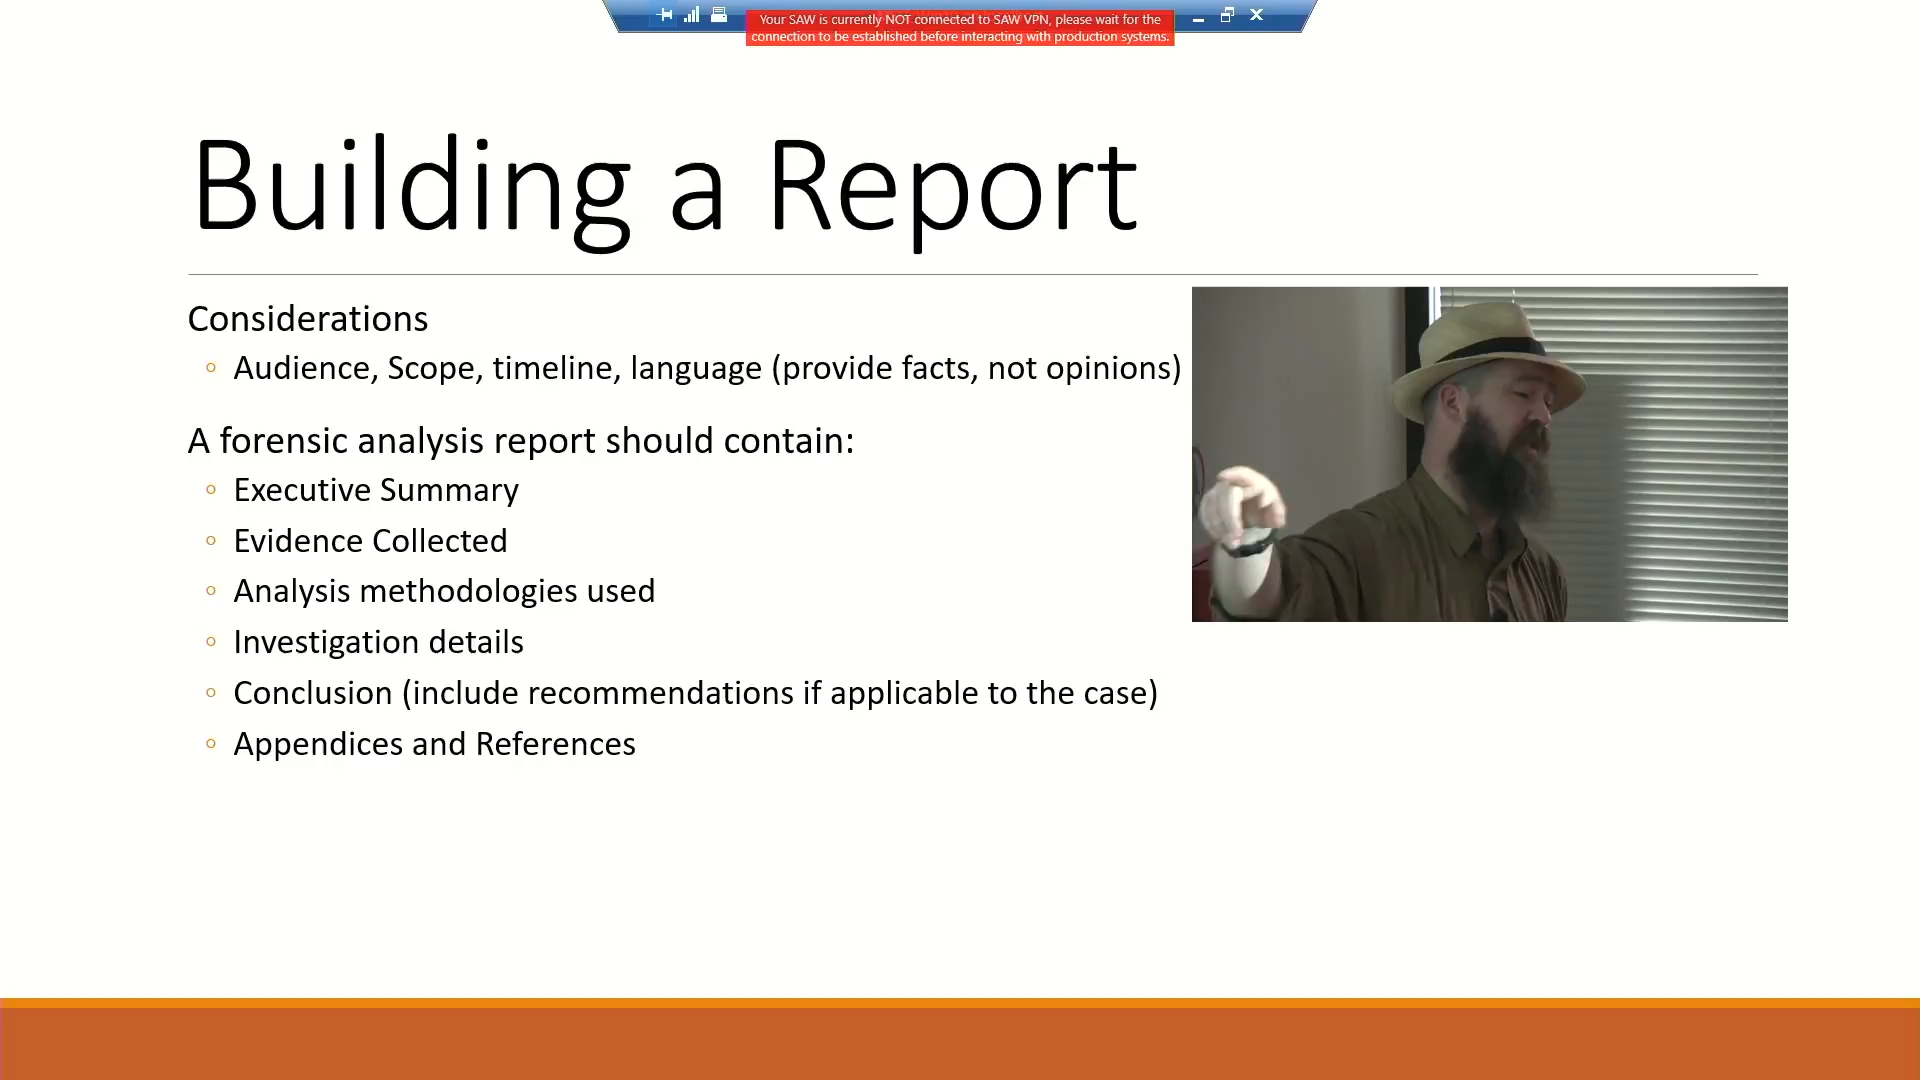 Your SAW is currently NOT connected to SAW VPN, please wait for the
connection to be established before interacting with production systems.
Building a Report
Considerations
◦ Audience, Scope, timeline, language (provide facts, not opinions)
A forensic analysis report should contain:
◦ Executive Summary
◦ Evidence Collected
◦ Analysis methodologies used
◦ Investigation details
◦ Conclusion (include recommendations if applicable to the case)
◦ Appendices and References